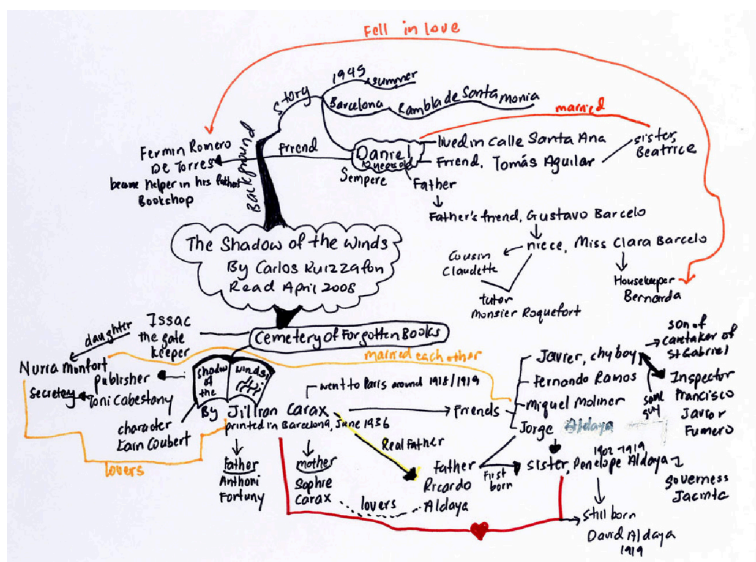 Fell in love
Story
1945
summer
Barcelona
Rambla de Santa monia
married
Fermin Romero
De Torres
became helper in his father
Bookshop
Background
Friend
Daniel
Sempere
lived in Calle Santa Ana
Friend, Tomás Aguilar
sister,
Beatrice
Father
Father's friend, Gustavo Barcelo
niece, Miss Clara Barcelo
Cousin
Claudette
tutor
monsier Roquefort
Housekeeper
Bernarda
The Shadow of the Winds
By Carlos Ruizzafon
Read April 2008
Cemetery of Forgotten Books
Issac
the gate
keeper
daughter
Nuria Monfort
Secretary
Publisher
Toni Cabestony
character
Lain Coubert
lovers
married each other
Shadow
of the
winds
By Jillian Carax
printed in Barcelona, June 1936
went to Paris around 1918/1919
Friends
Javier, chyboy
Fernando Ramos
Miquel Moliner
Jorge Aldaya
son of
caretaker of
St Gabriel
same
guy
Inspector
Francisco
Javier
Fumero
Real Father
father
Anthoni
Fortuny
mother
Sophie
Carax
lovers
Father
Ricardo
Aldaya
First
born
1902-1919
Sister, Penelope Aldaya
Governess
Jacinta
still born
David Aldaya
1919